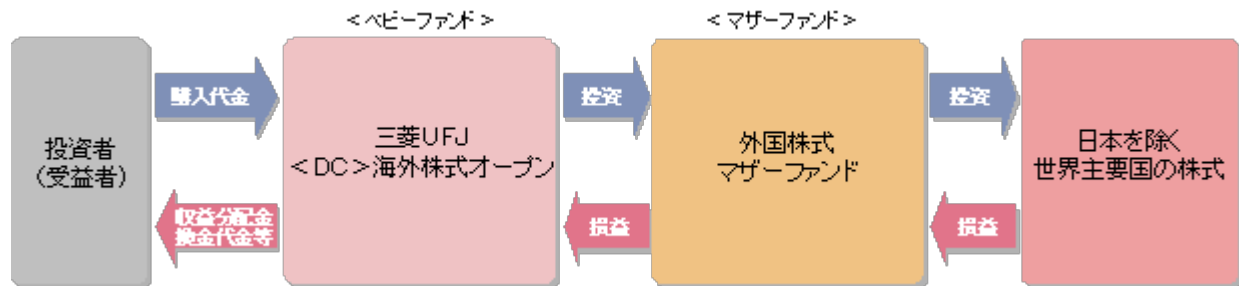 <ベビーファンド>
<マザーファンド>
投資者
(受益者)
購入代金
収益分配金
換金代金等
三菱UFJ
<DC>海外株式オープン
投資
損益
外国株式
マザーファンド
投資
損益
日本を除く
世界主要国の株式